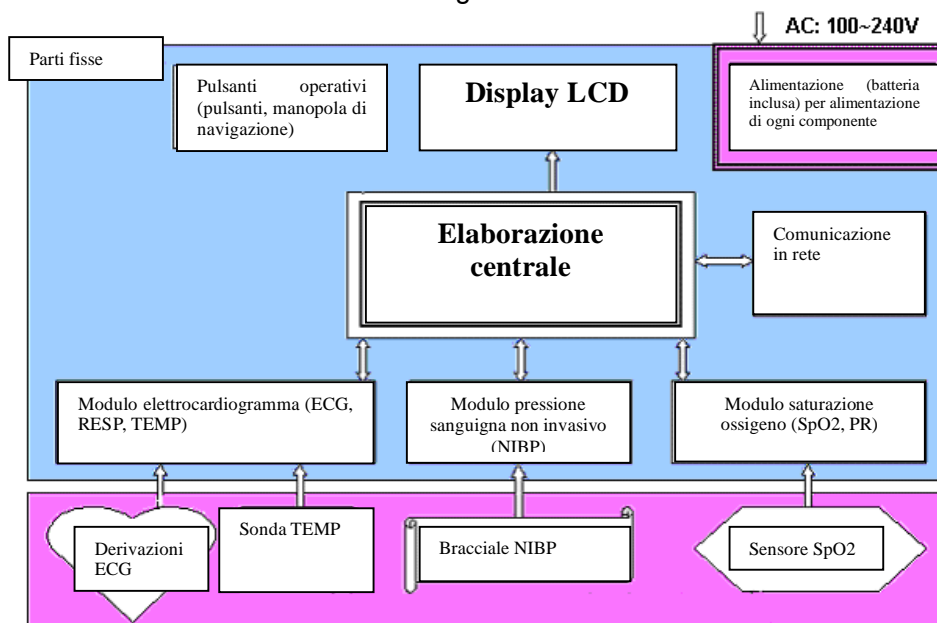 AC: 100~240V
Parti fisse
Pulsanti operativi
(pulsanti, manopola di
navigazione)
Display LCD
Alimentazione (batteria
inclusa) per alimentazione
di ogni componente
Elaborazione
centrale
Comunicazione
in rete
Modulo elettrocardiogramma (ECG,
RESP, TEMP)
Modulo pressione
sanguigna non invasivo
(NIBP)
Modulo saturazione
ossigeno (SpO2, PR)
Derivazioni
ECG
Sonda TEMP
Bracciale NIBP
Sensore SpO2